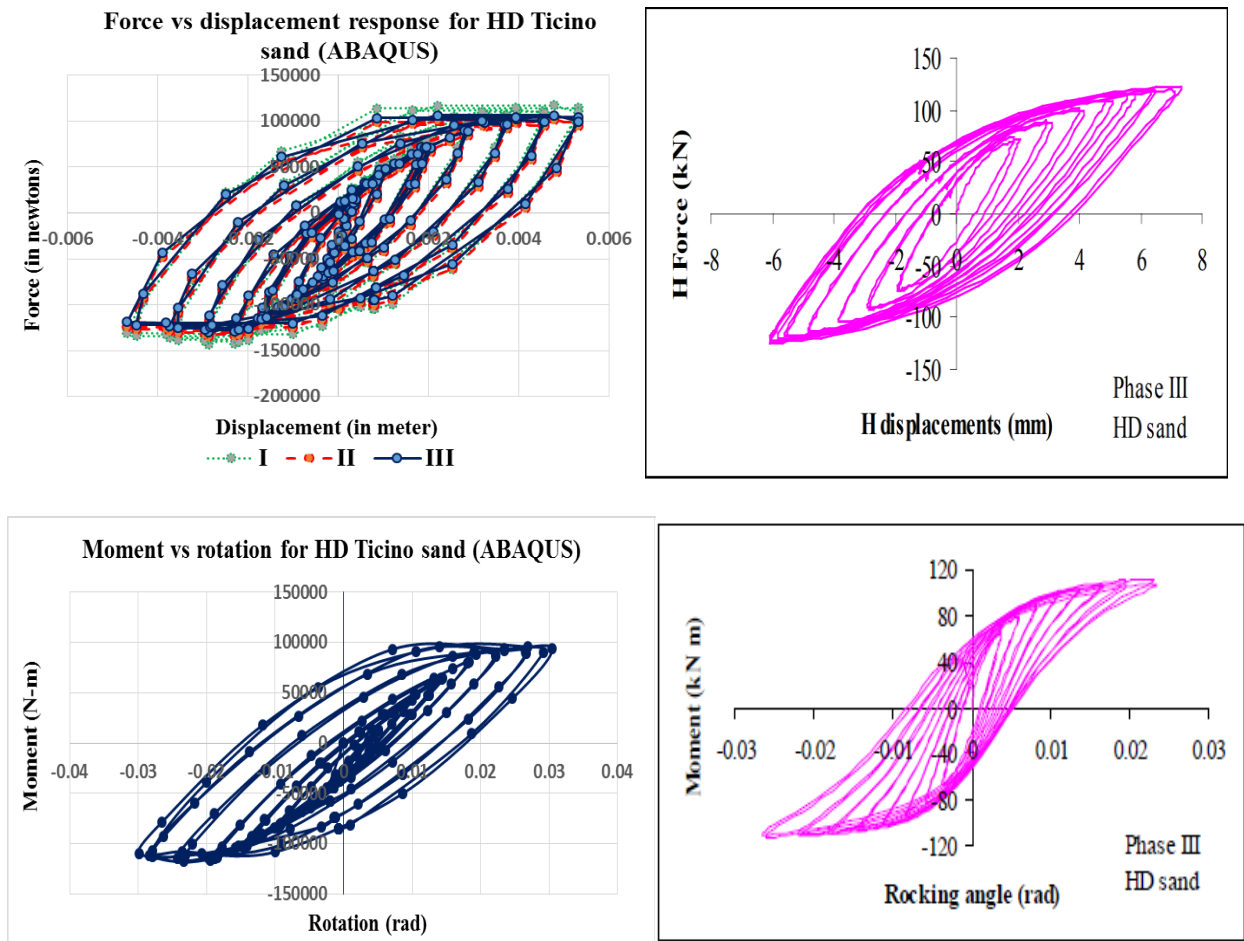 Force vs displacement response for HD Ticino
sand (ABAQUS)
150000
100000
50000
0
-50000
-100000
-150000
-200000
-0.006 -0.004 -0.002 0 0.002 0.004 0.006
Force (in newtons)
Displacement (in meter)
I II III
150
100
50
0
-50
-100
-150
-8 -6 -4 -2 0 2 4 6 8
H Force (kN)
H displacements (mm)
Phase III
HD sand
Moment vs rotation for HD Ticino sand (ABAQUS)
150000
100000
50000
0
-50000
-100000
-150000
-0.04 -0.03 -0.02 -0.01 0 0.01 0.02 0.03 0.04
Moment (N-m)
Rotation (rad)
120
80
40
0
-40
-80
-120
-0.03 -0.02 -0.01 0 0.01 0.02 0.03
Moment (kN m)
Rocking angle (rad)
Phase III
HD sand